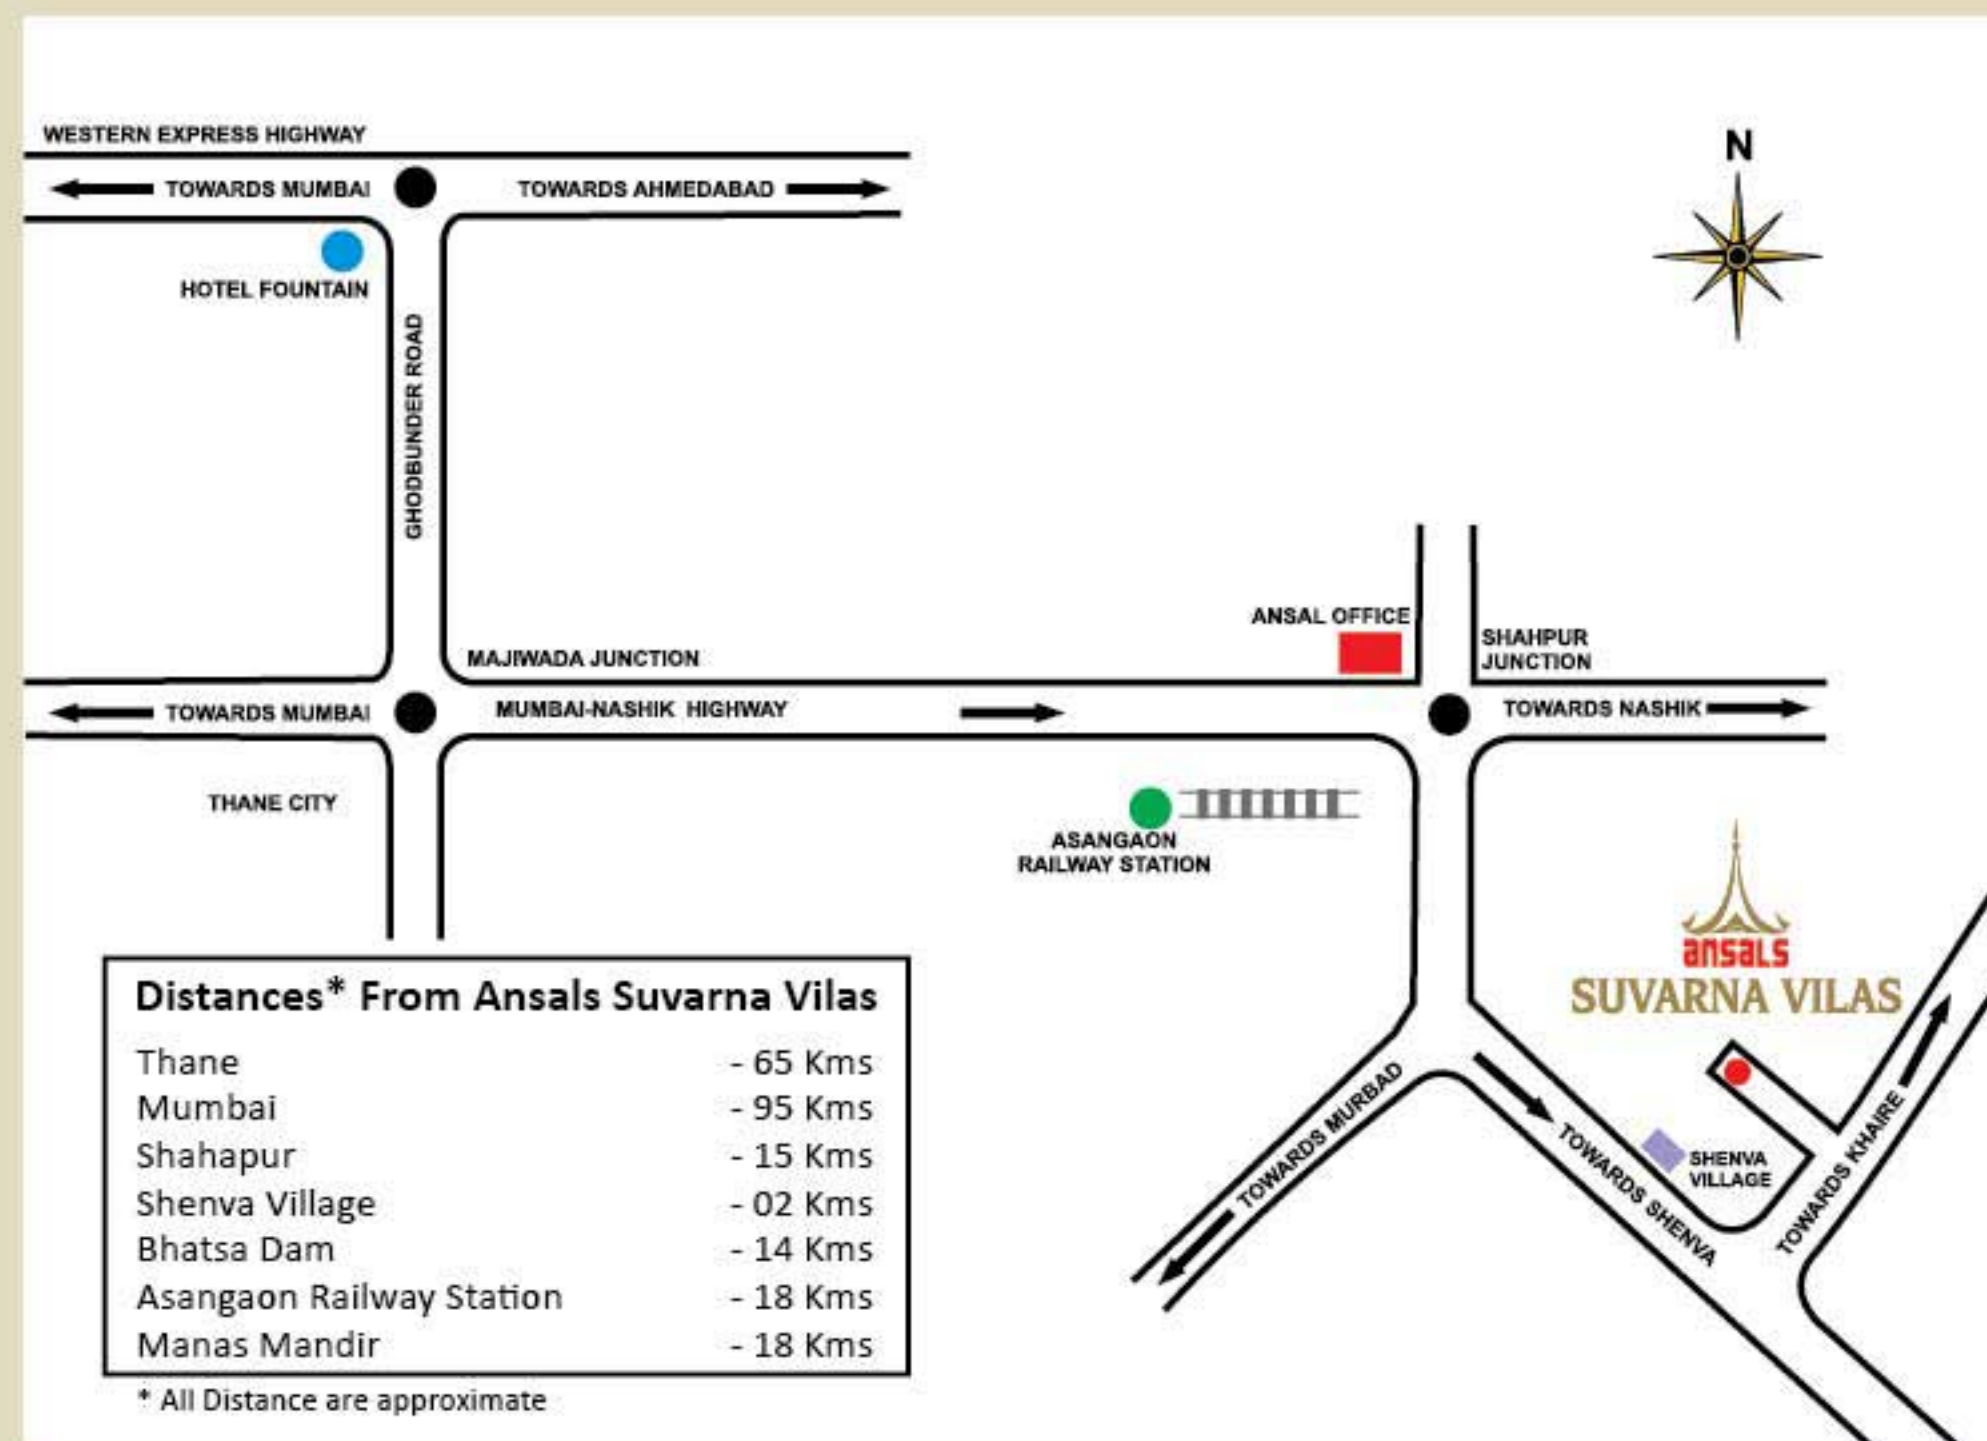 WESTERN EXPRESS HIGHWAY
TOWARDS MUMBAI
TOWARDS AHMEDABAD
N
HOTEL FOUNTAIN
GHODBUNDER ROAD
ANSAL OFFICE
SHAHPUR
JUNCTION
MAJIWADA JUNCTION
TOWARDS MUMBAI
MUMBAI-NASHIK HIGHWAY
TOWARDS NASHIK
THANE CITY
ASANGAON
RAILWAY STATION
ansals
SUVARNA VILAS
TOWARDS MURBAD
TOWARDS SHENVA
SHENVA
VILLAGE
TOWARDS KHAIRE
Distances* From Ansals Suvarna Vilas
Thane - 65 Kms
Mumbai - 95 Kms
Shahapur - 15 Kms
Shenva Village - 02 Kms
Bhatsa Dam - 14 Kms
Asangaon Railway Station - 18 Kms
Manas Mandir - 18 Kms
* All Distance are approximate